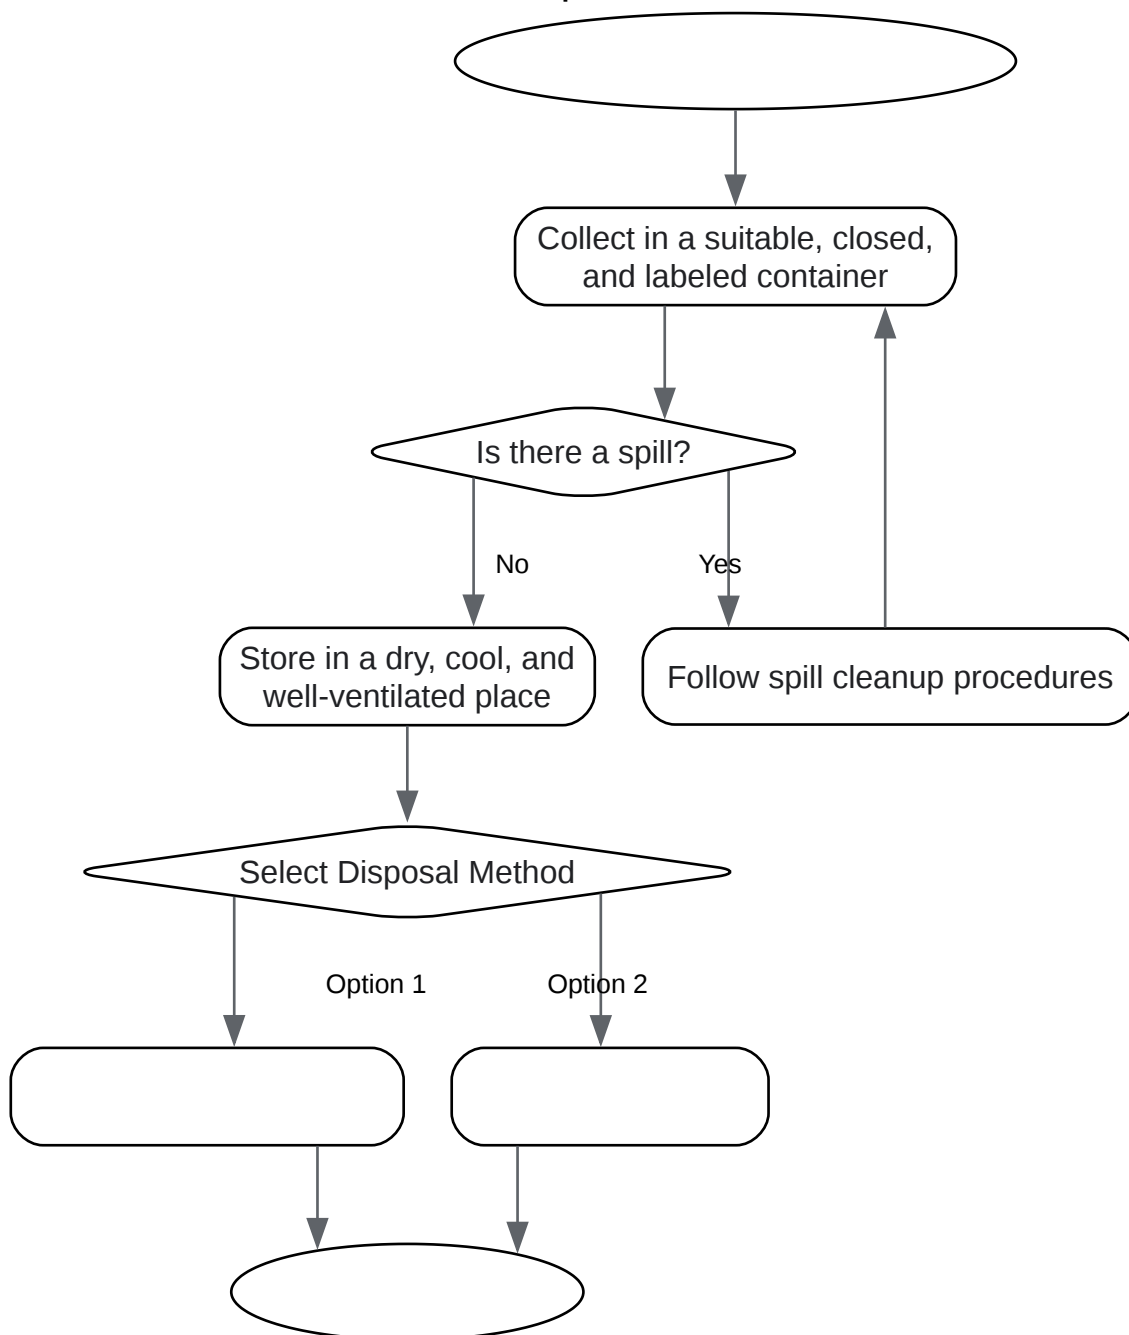 Collect in a suitable, closed,
and labeled container
Is there a spill?
No
Yes
Store in a dry, cool, and
well-ventilated place
Follow spill cleanup procedures
Select Disposal Method
Option 1
Option 2